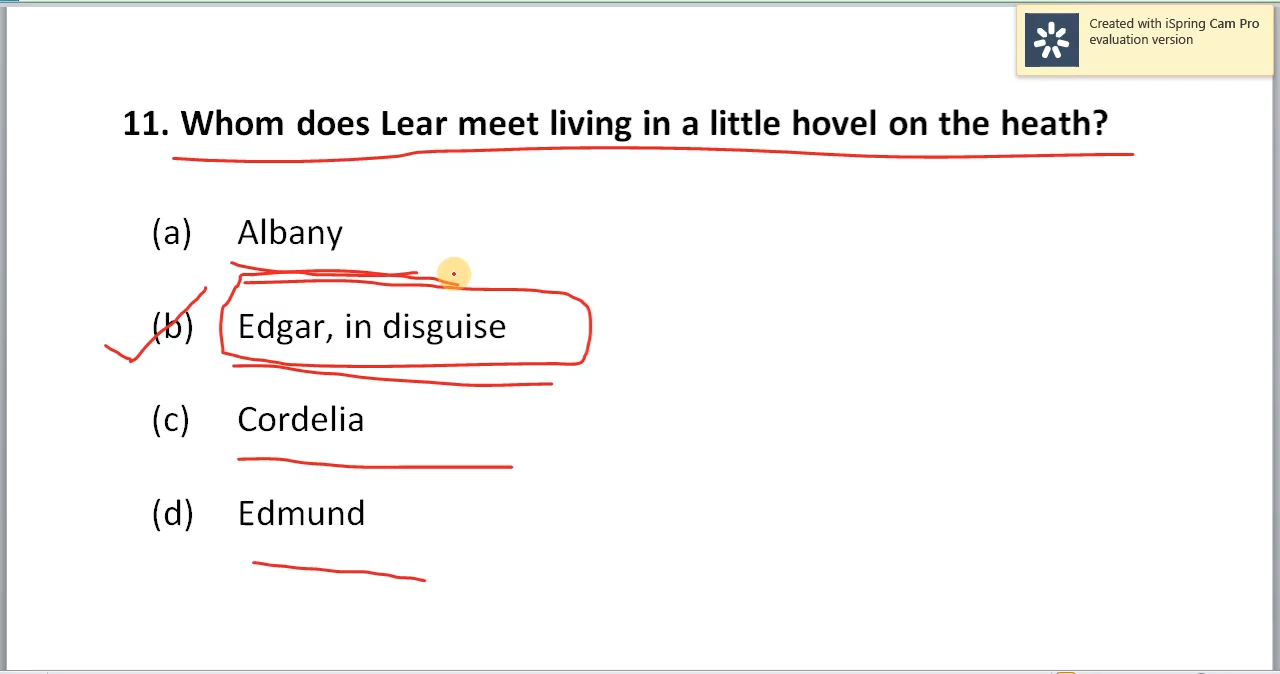 Created with iSpring Cam Pro
evaluation version
11. Whom does Lear meet living in a little hovel on the heath?
(a) Albany
(b) Edgar, in disguise
(c) Cordelia
(d) Edmund